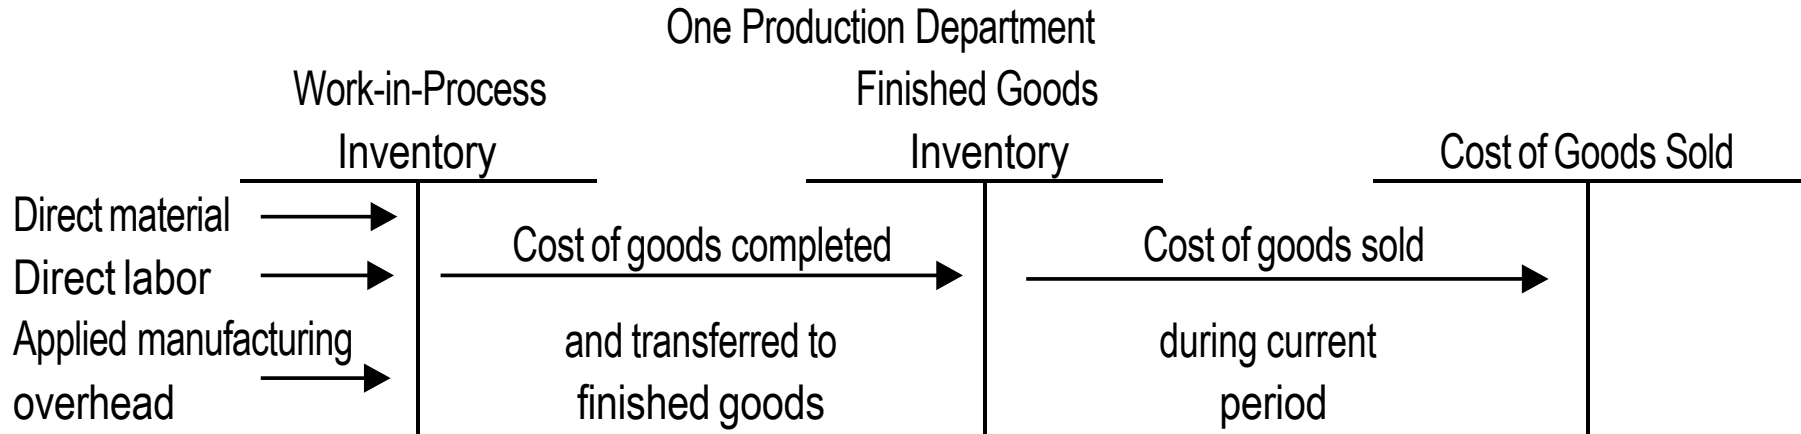 One Production Department
Work-in-Process
Inventory
Finished Goods
Inventory
Cost of Goods Sold
Direct material
Direct labor
Applied manufacturing
overhead
Cost of goods completed
and transferred to
finished goods
Cost of goods sold
during current
period